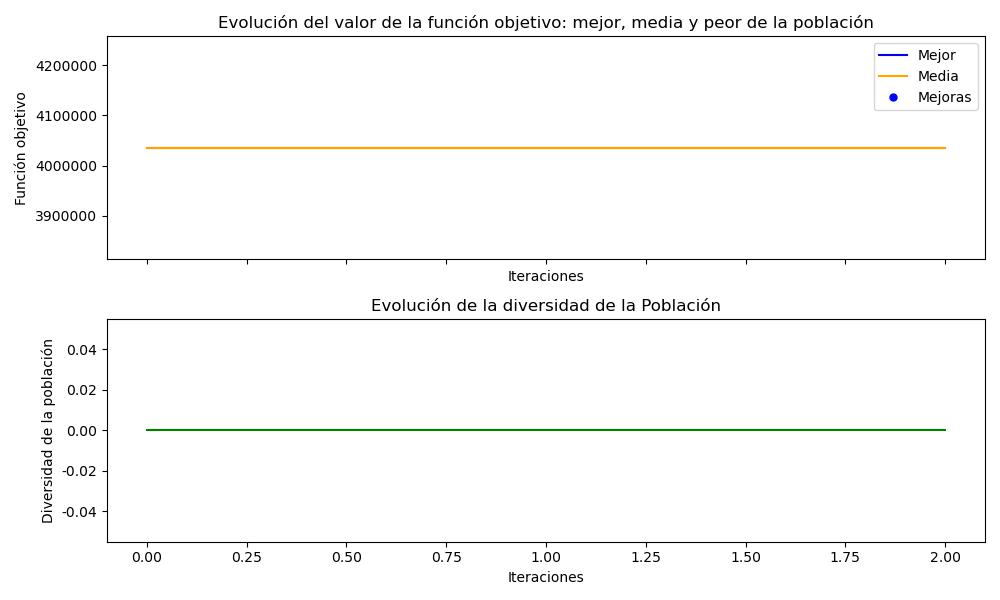 Evolución del valor de la función objetivo: mejor, media y peor de la población
4200000
4100000
4000000
3900000
Función objetivo
Mejor
Media
Mejoras
Iteraciones
Evolución de la diversidad de la Población
0.04
0.02
0.00
-0.02
-0.04
Diversidad de la población
0.00 0.25 0.50 0.75 1.00 1.25 1.50 1.75 2.00
Iteraciones